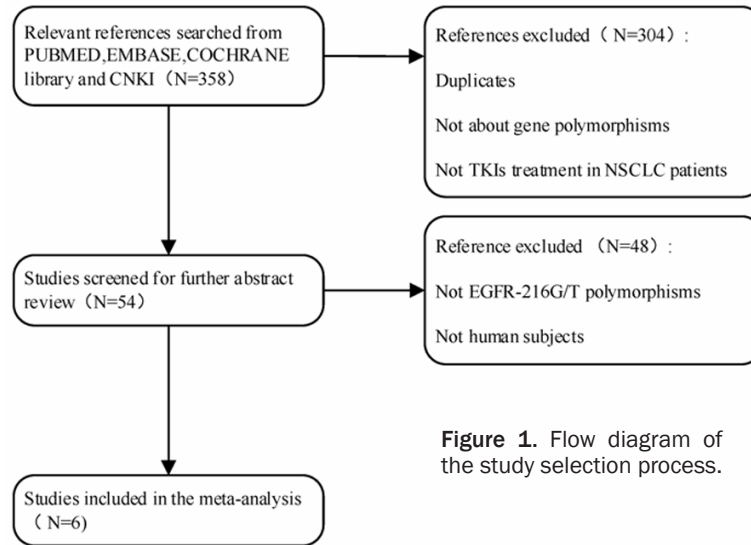 Relevant references searched from
PUBMED,EMBASE,COCHRANE
library and CNKI（N=358）
References excluded（ N=304）:
Duplicates
Not about gene polymorphisms
Not TKIs treatment in NSCLC patients
Studies screened for further abstract
review（N=54）
Reference excluded （N=48）:
Not EGFR-216G/T polymorphisms
Not human subjects
Studies included in the meta-analysis
（ N=6)
Figure 1. Flow diagram of
the study selection process.